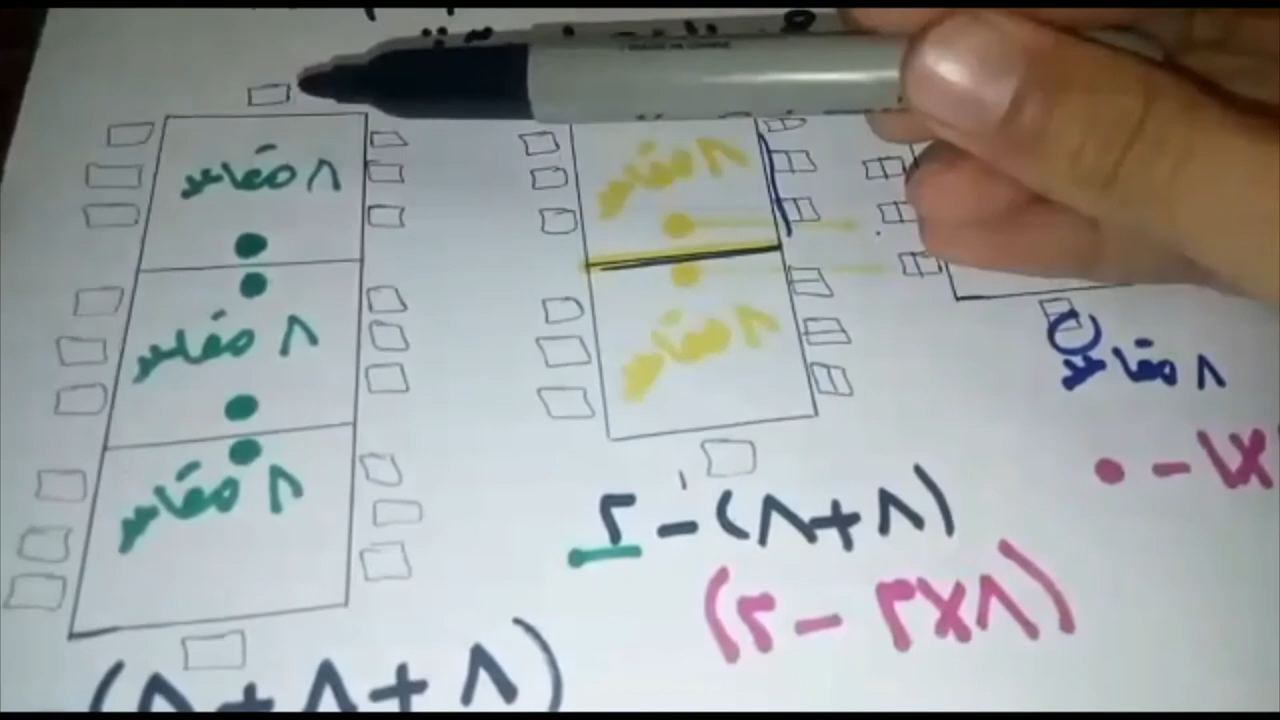 ٨ مقاعد
٨ مقاعد
٨ مقاعد
٨ مقاعد
٨ مقاعد
٨ مقاعد
(٨ + ٨) - ٢
(٨ × ٢ - ٢)
(٨ + ٨ + ٨)